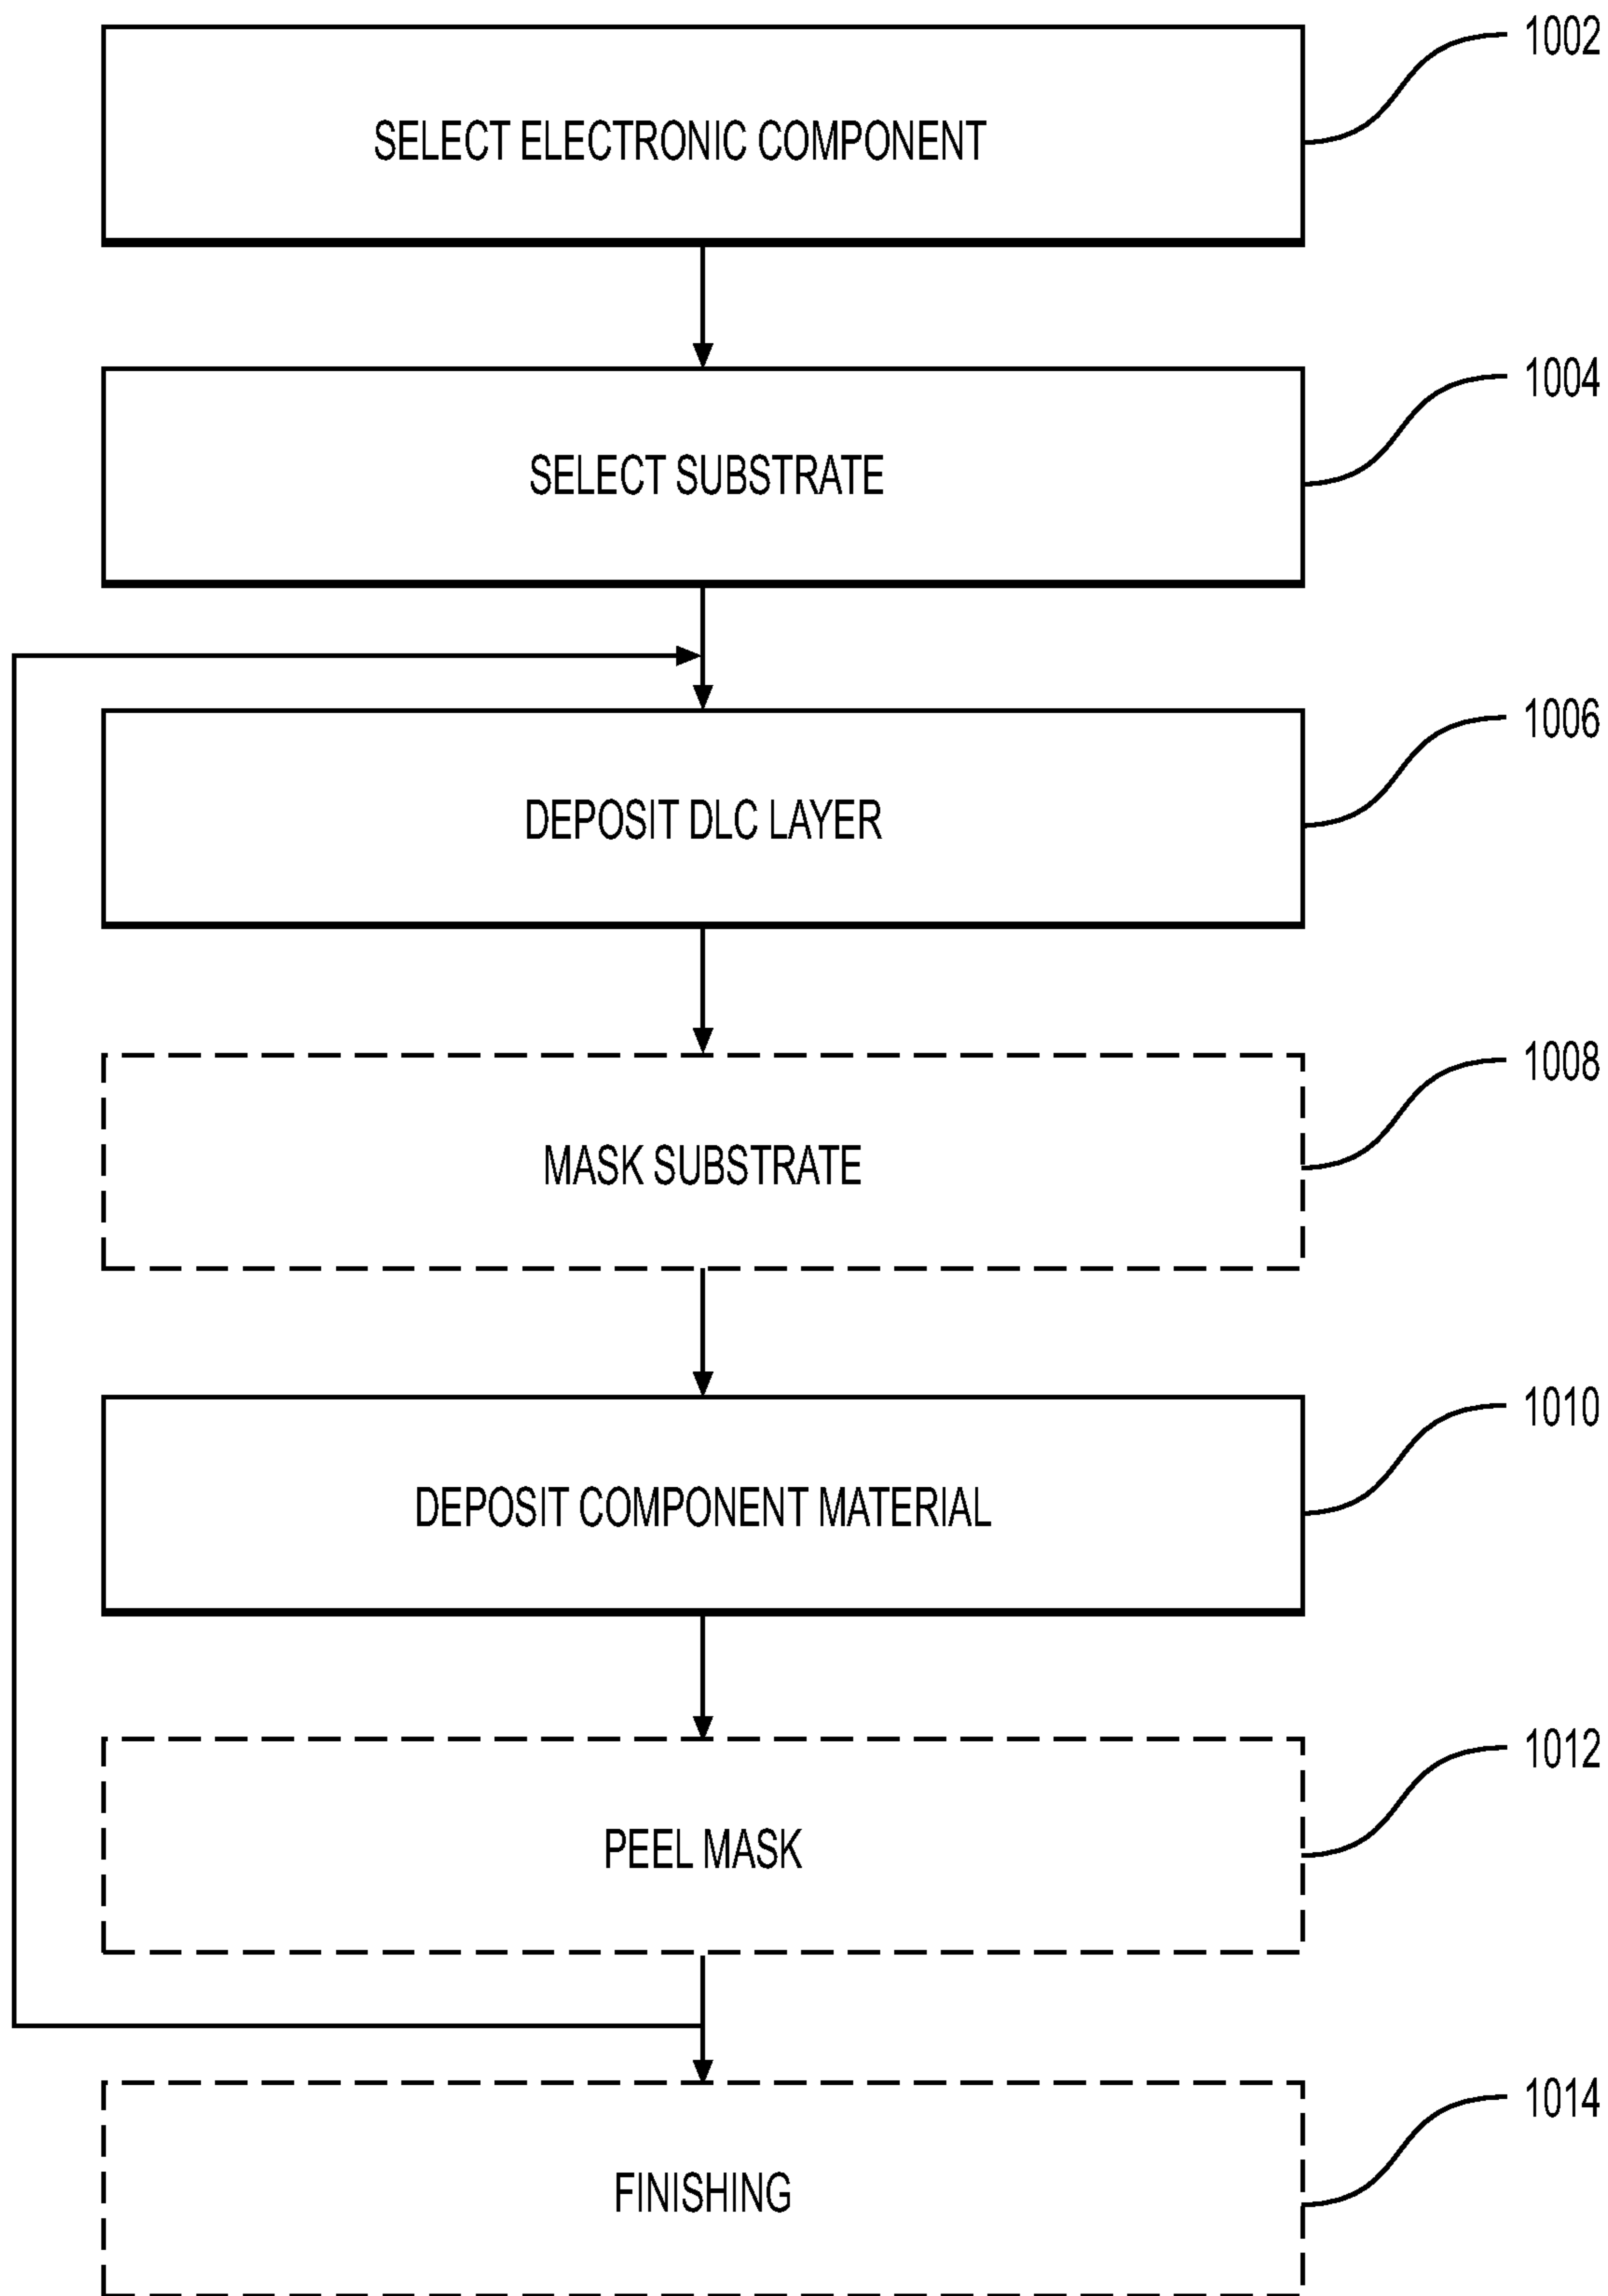 1002
SELECT ELECTRONIC COMPONENT
1004
SELECT SUBSTRATE
1006
DEPOSIT DLC LAYER
1008
MASK SUBSTRATE
1010
DEPOSIT COMPONENT MATERIAL
1012
PEEL MASK
1014
FINISHING